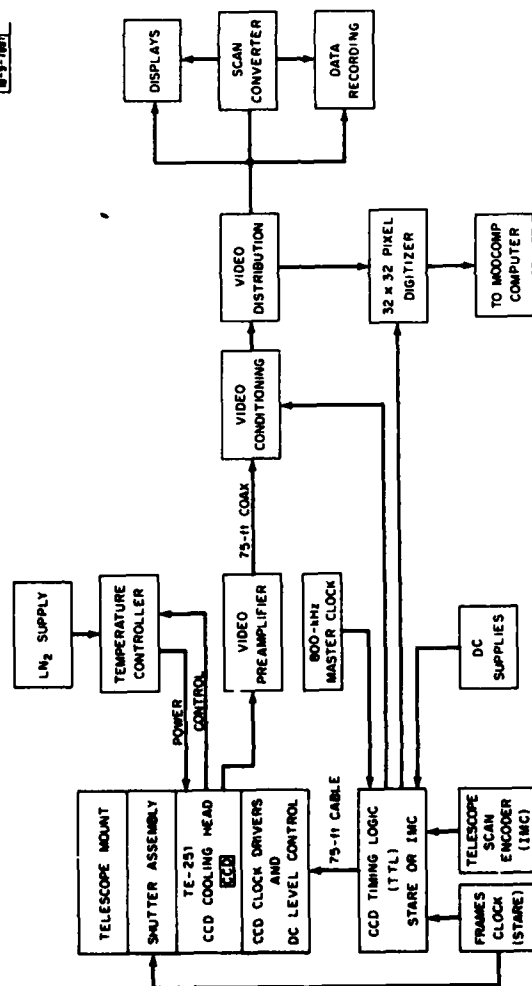 TELESCOPE MOUNT
SHUTTER ASSEMBLY
TE-251
CCD COOLING HEAD
CCD
CCD CLOCK DRIVERS
AND
DC LEVEL CONTROL
LN2 SUPPLY
TEMPERATURE
CONTROLLER
POWER
CONTROL
VIDEO
PREAMPLIFIER
75-ft COAX
VIDEO
CONDITIONING
VIDEO
DISTRIBUTION
DISPLAYS
SCAN
CONVERTER
DATA
RECORDING
32 x 32 PIXEL
DIGITIZER
TO MODCOMP
COMPUTER
800-kHz
MASTER CLOCK
75-ft CABLE
CCD TIMING LOGIC
(TTL)
STARE OR IMC
DC
SUPPLIES
FRAMES
CLOCK
(STARE)
TELESCOPE
SCAN
ENCODER
(IMC)